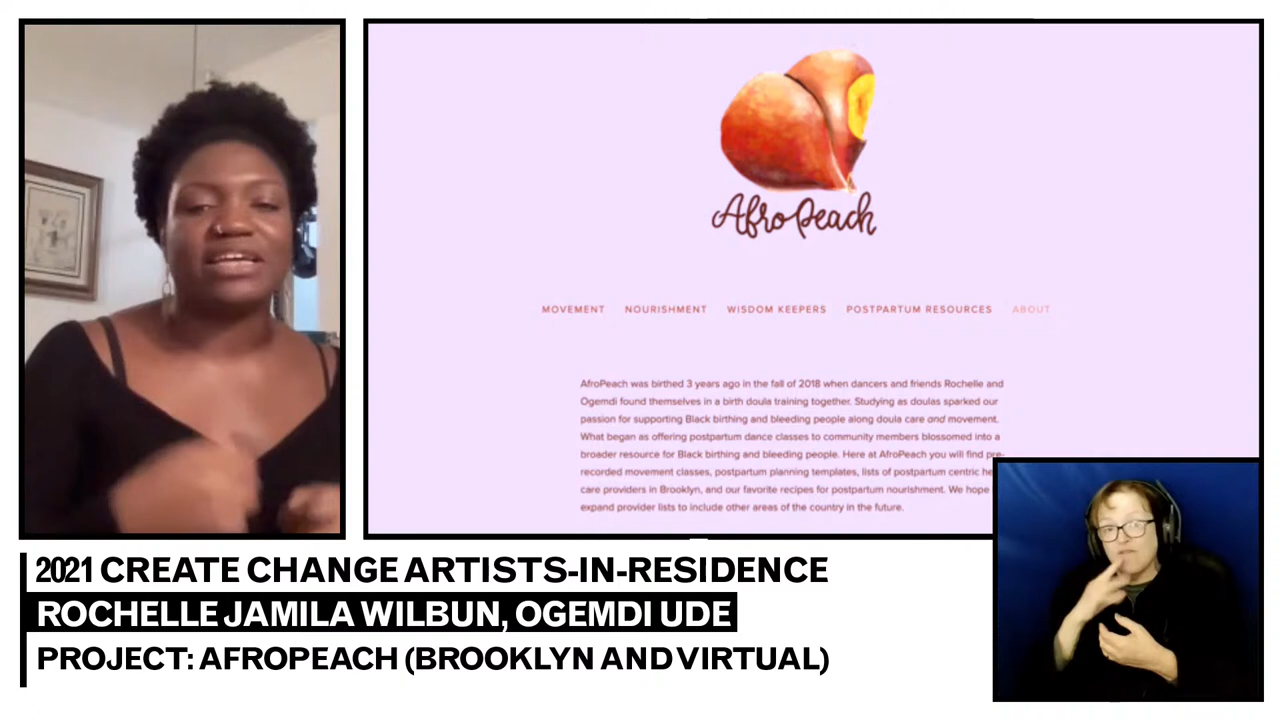 AfroPeach
MOVEMENT NOURISHMENT WISDOM KEEPERS POSTPARTUM RESOURCES ABOUT
AfroPeach was birthed 3 years ago in the fall of 2018 when dancers and friends Rochelle and
Ogemdi found themselves in a birth doula training together. Studying as doulas sparked our
passion for supporting Black birthing and bleeding people along doula care and movement.
What began as offering postpartum dance classes to community members blossomed into a
broader resource for Black birthing and bleeding people. Here at AfroPeach you will find pre-
recorded movement classes, postpartum planning templates, lists of postpartum centric
care providers in Brooklyn, and our favorite recipes for postpartum nourishment. We hope
expand provider lists to include other areas of the country in the future.
2021 CREATE CHANGE ARTISTS-IN-RESIDENCE
ROCHELLE JAMILA WILBUN, OGEMDI UDE
PROJECT: AFROPEACH (BROOKLYN AND VIRTUAL)